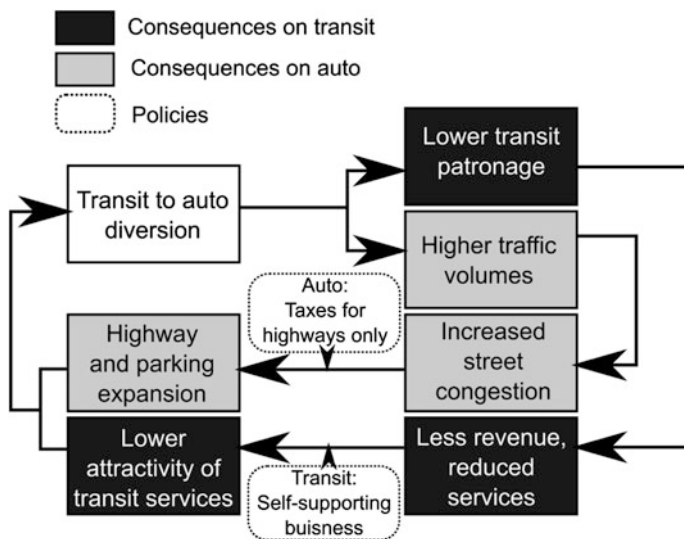 Consequences on transit
Consequences on auto
Policies
Lower transit
patronage
Transit to auto
diversion
Higher traffic
volumes
Auto:
Taxes for
highways only
Highway
and parking
expansion
Increased
street
congestion
Lower
attractivity of
transit services
Transit:
Self-supporting
buisness
Less revenue,
reduced
services